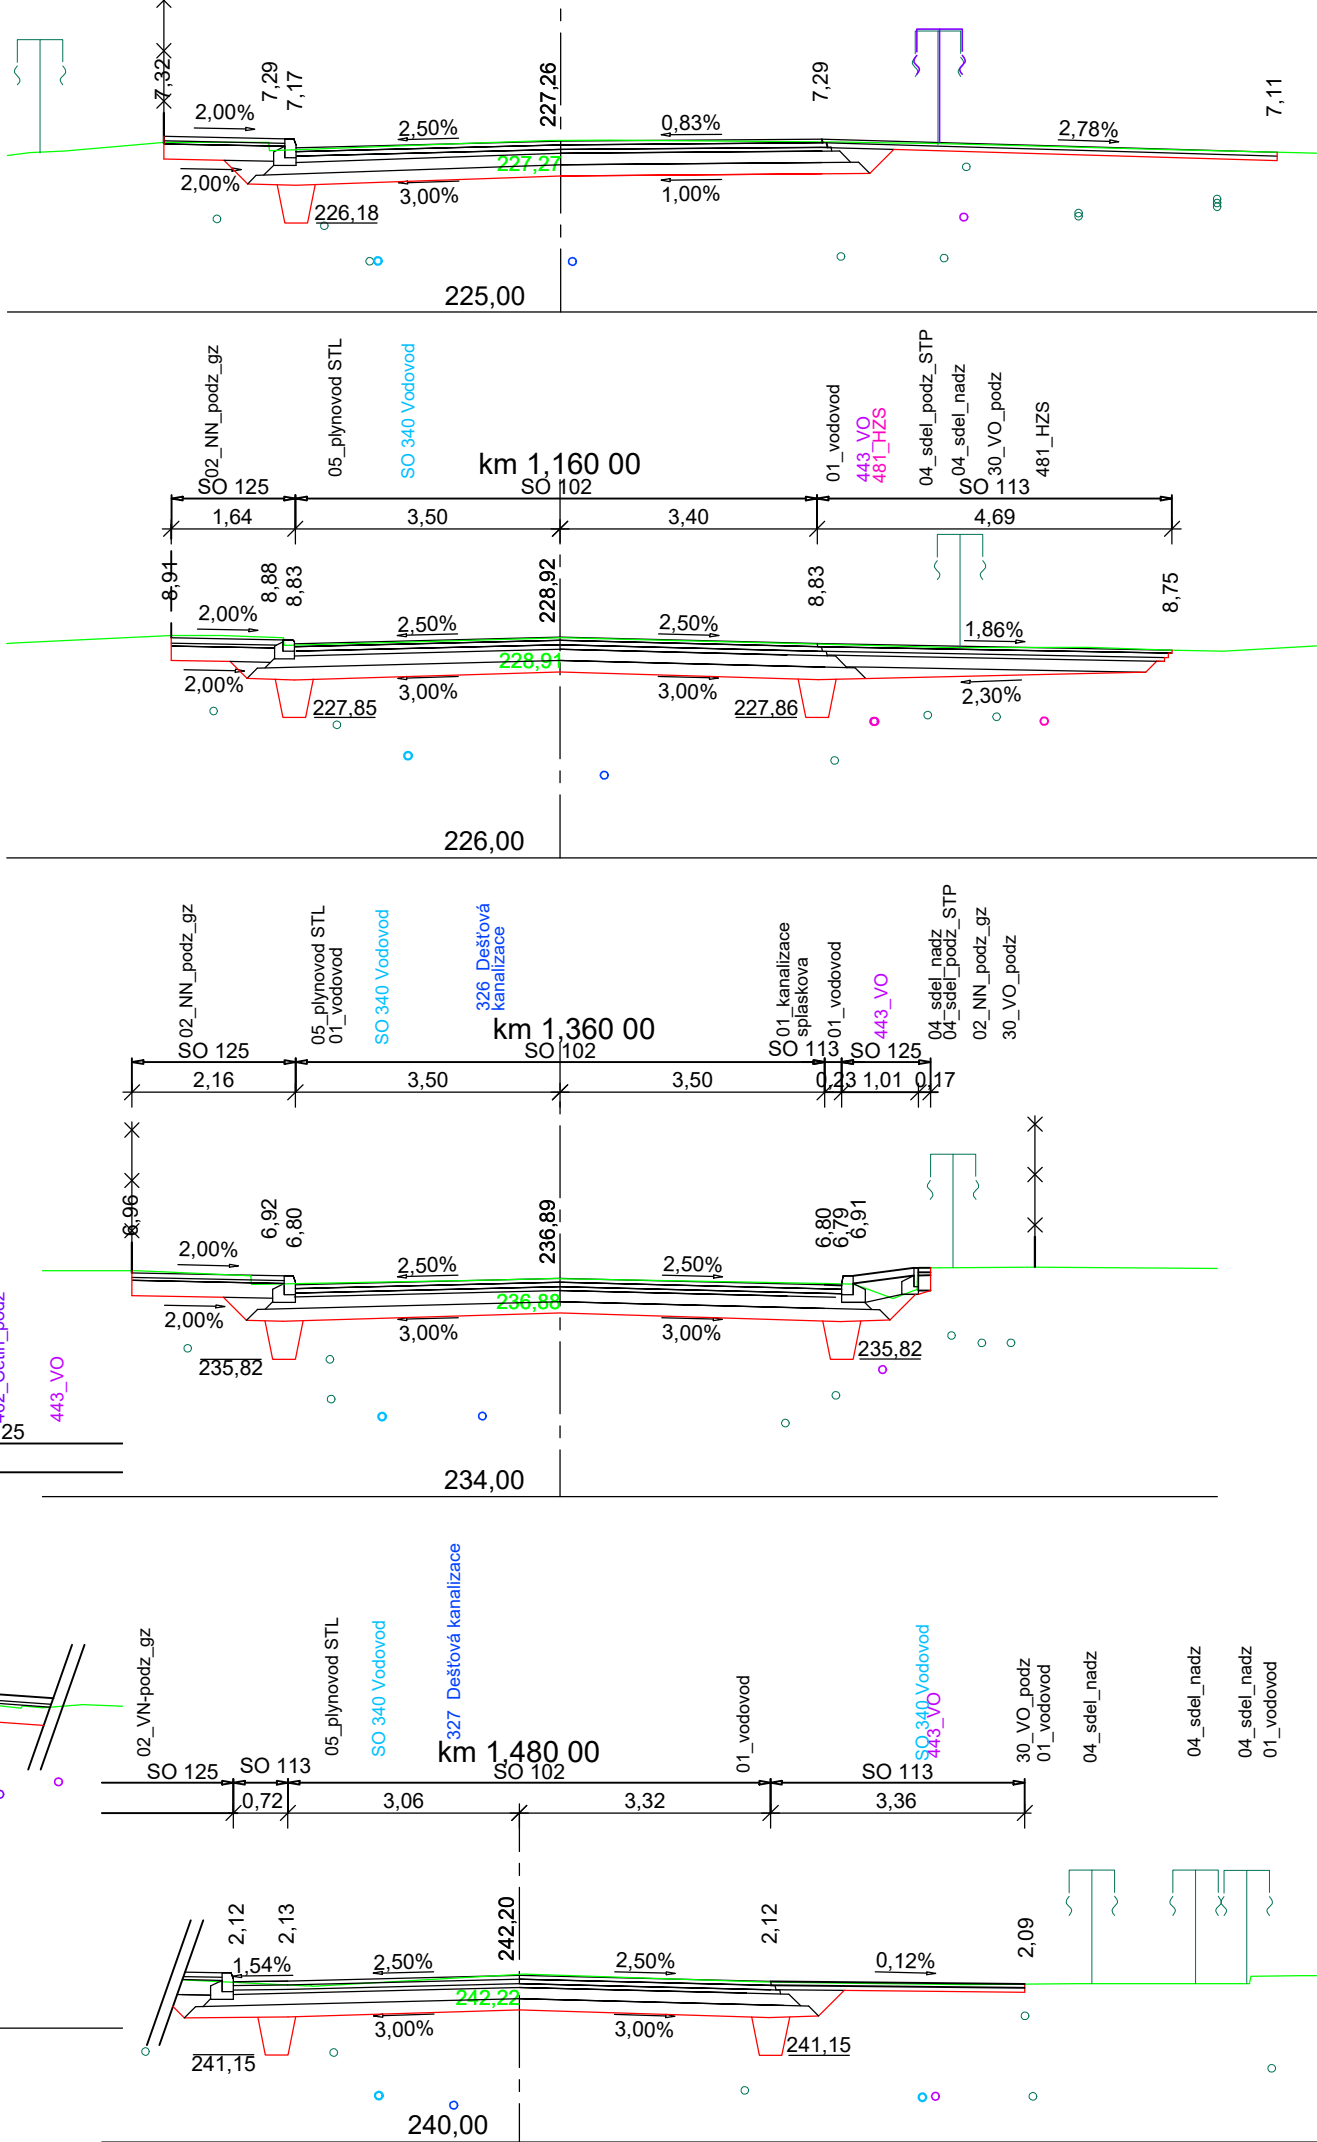 7,32
7,29
7,17
227,26
7,29
7,11
2,00%
2,50%
0,83%
2,78%
227,27
2,00%
3,00%
1,00%
226,18
225,00
02_NN_podz_gz
05_plynovod STL
SO 340 Vodovod
01_vodovod
443_VO
481_HZS
04_sdel_podz_STP
04_sdel_nadz
30_VO_podz
481_HZS
km 1,160 00
SO 125
SO 102
SO 113
1,64
3,50
3,40
4,69
8,91
8,88
8,83
228,92
8,83
8,75
2,00%
2,50%
2,50%
1,86%
228,91
2,00%
3,00%
3,00%
2,30%
227,85
227,86
226,00
02_NN_podz_gz
05_plynovod STL
01_vodovod
SO 340 Vodovod
326 Dešťová
kanalizace
01_kanalizace
splaskova
01_vodovod
443_VO
04_sdel_nadz
04_sdel_podz_STP
02_NN_podz_gz
30_VO_podz
km 1,360 00
SO 125
SO 102
SO 113
SO 125
2,16
3,50
3,50
0,23
1,01
0,17
6,96
6,92
6,80
236,89
6,80
6,79
6,91
2,00%
2,50%
2,50%
236,88
2,00%
3,00%
3,00%
235,82
235,82
443_VO
25
234,00
02_VN-podz_gz
05_plynovod STL
SO 340 Vodovod
327 Dešťová kanalizace
01_vodovod
SO 340 Vodovod
443_VO
30_VO_podz
01_vodovod
04_sdel_nadz
04_sdel_nadz
04_sdel_nadz
01_vodovod
km 1,480 00
SO 125
SO 113
SO 102
SO 113
0,72
3,06
3,32
3,36
2,12
2,13
242,20
2,12
2,09
1,54%
2,50%
2,50%
0,12%
242,22
3,00%
3,00%
241,15
241,15
240,00